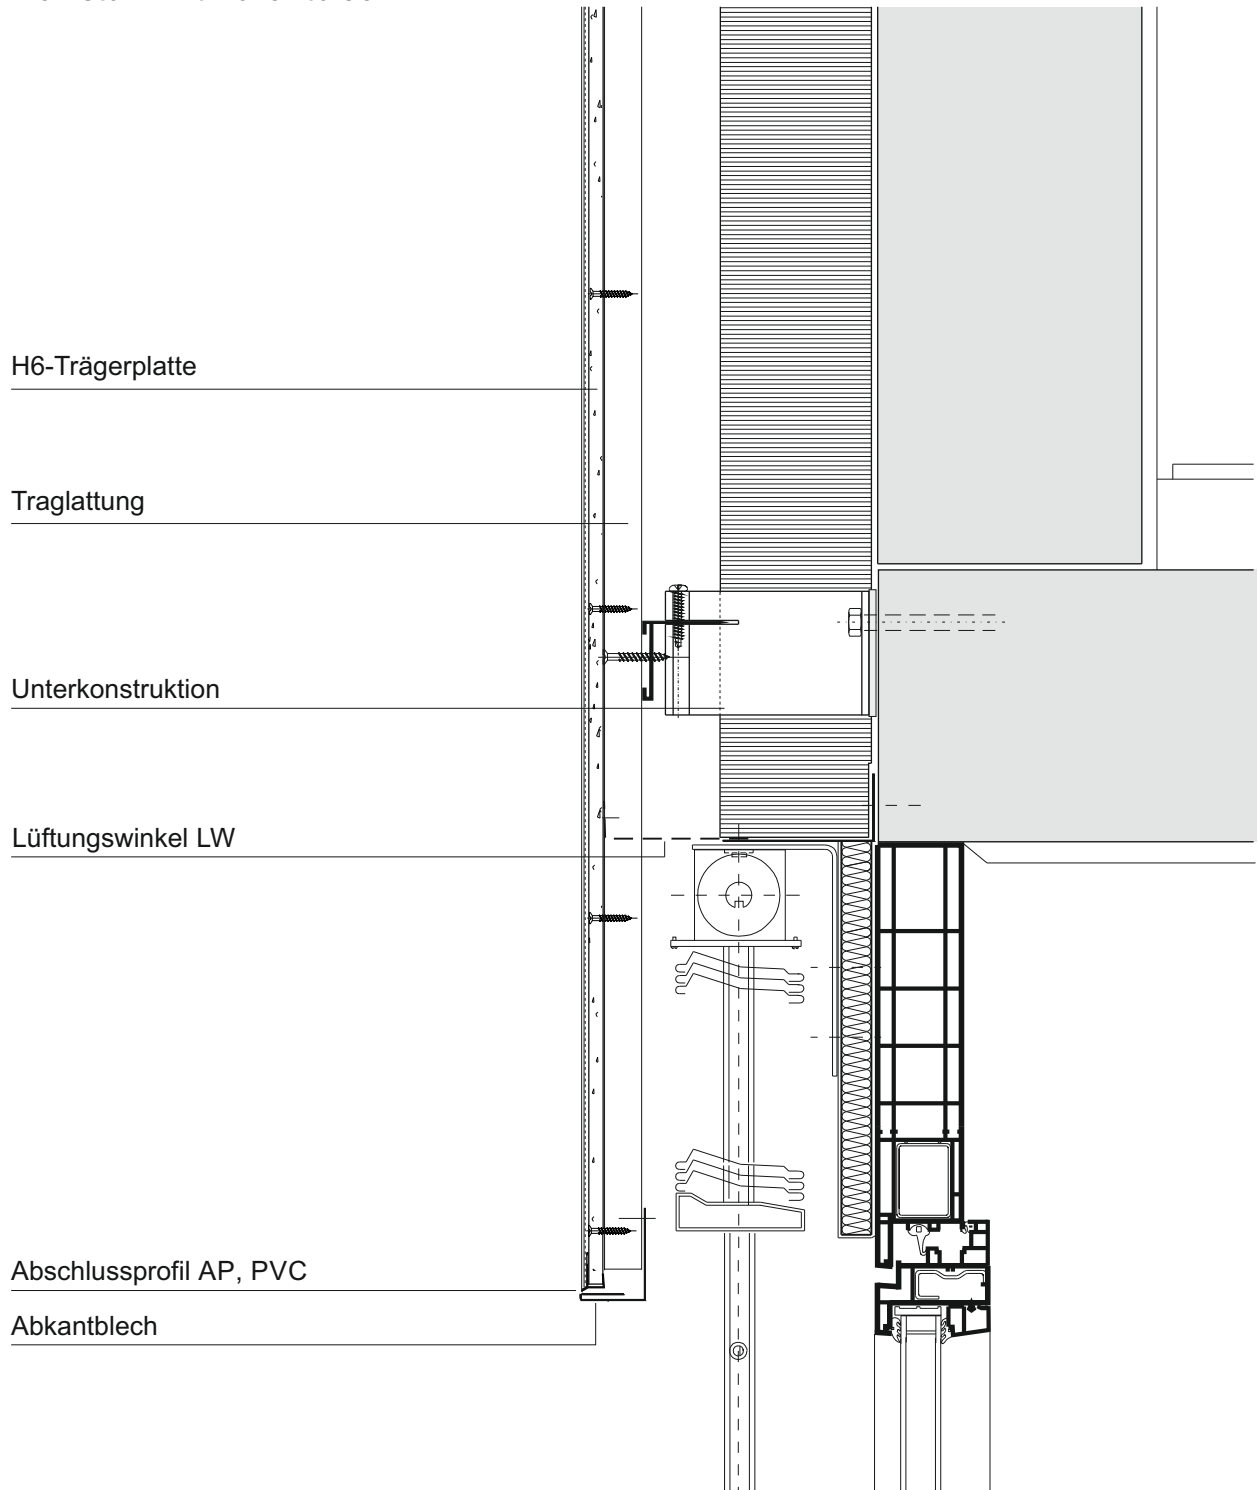 H6-Trägerplatte
Traglattung
Unterkonstruktion
Lüftungswinkel LW
Abschlussprofil AP, PVC
Abkantblech